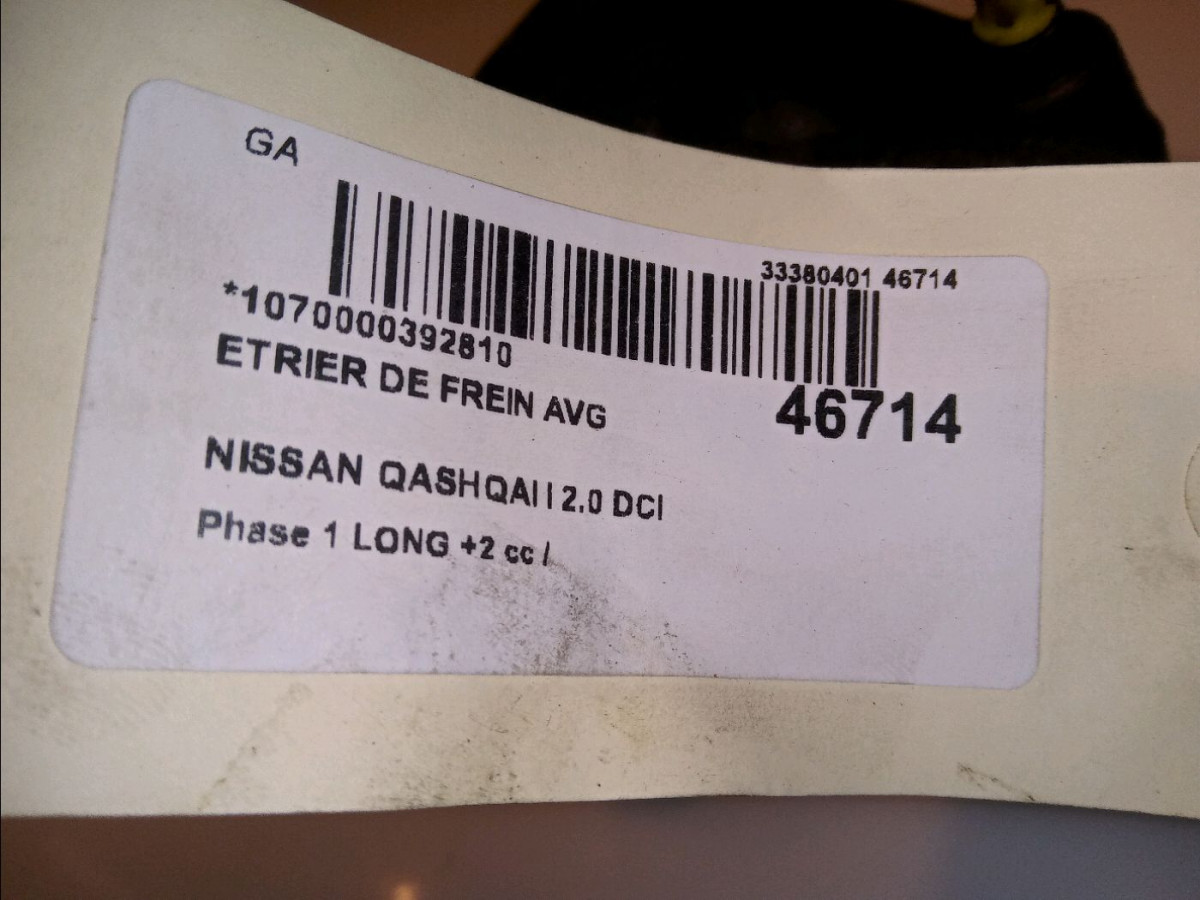 GA
33380401 46714
*1070000392810
ETRIER DE FREIN AVG
46714
NISSAN QASHQAI I 2.0 DCI
Phase 1 LONG +2 cc /